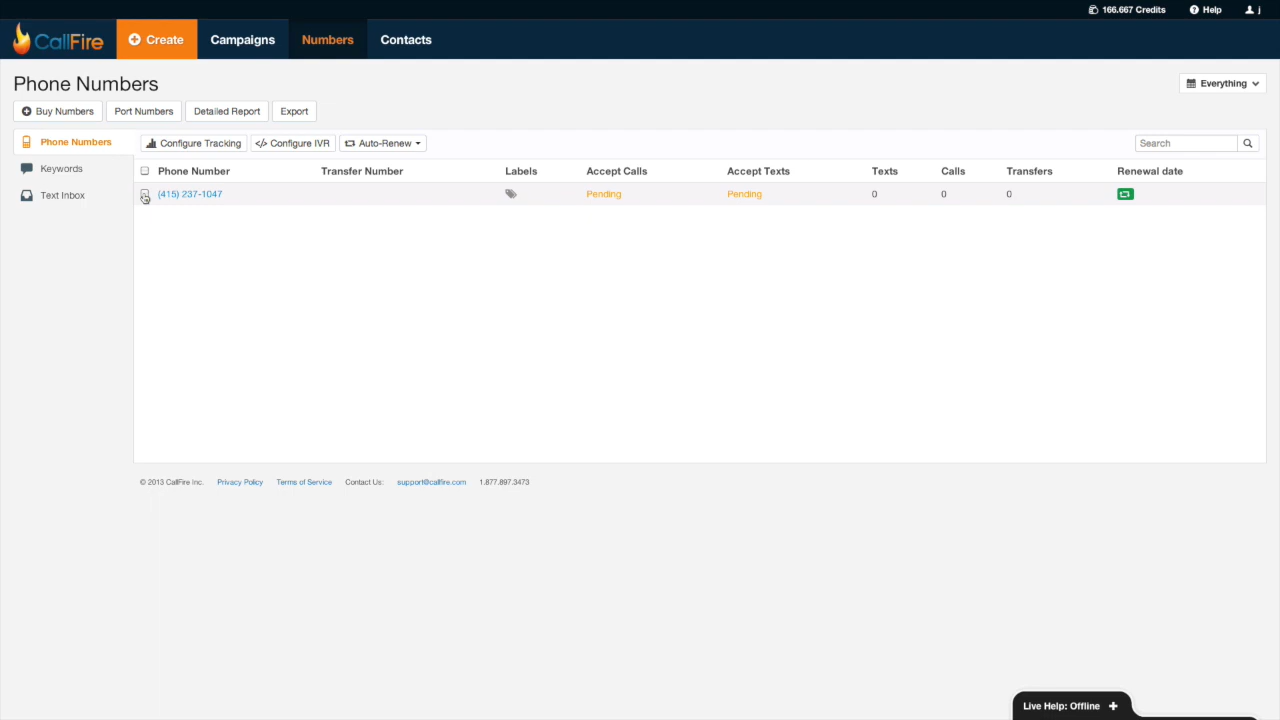 166.667 Credits Help j
CallFire Create Campaigns Numbers Contacts
Phone Numbers Everything
Buy Numbers Port Numbers Detailed Report Export
Phone Numbers Configure Tracking </> Configure IVR Auto-Renew Search
Phone Number Transfer Number Labels Accept Calls Accept Texts Texts Calls Transfers Renewal date
Keywords
(415) 237-1047 Pending Pending 0 0 0
Text Inbox
© 2013 CallFire Inc. Privacy Policy Terms of Service Contact Us: support@callfire.com 1.877.897.3473
Live Help: Offline +